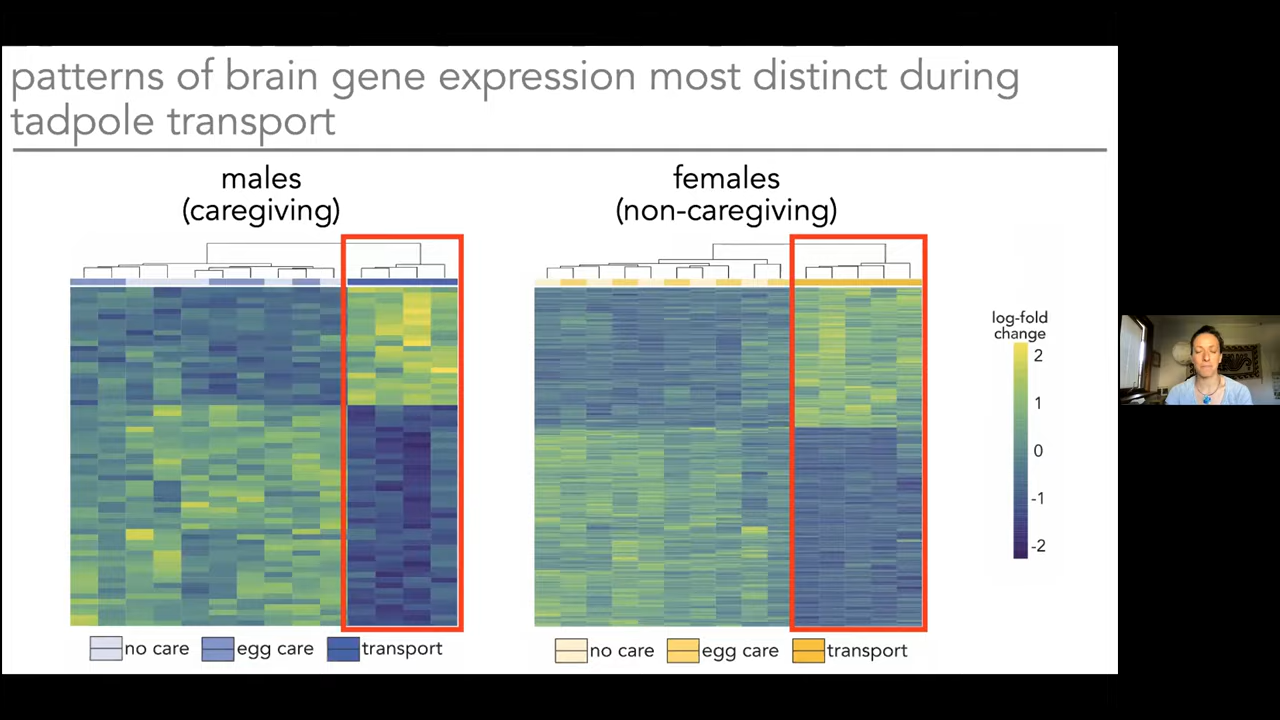 patterns of brain gene expression most distinct during
tadpole transport
males
(caregiving)
females
(non-caregiving)
log-fold
change
2
1
0
-1
-2
no care
egg care
transport
no care
egg care
transport